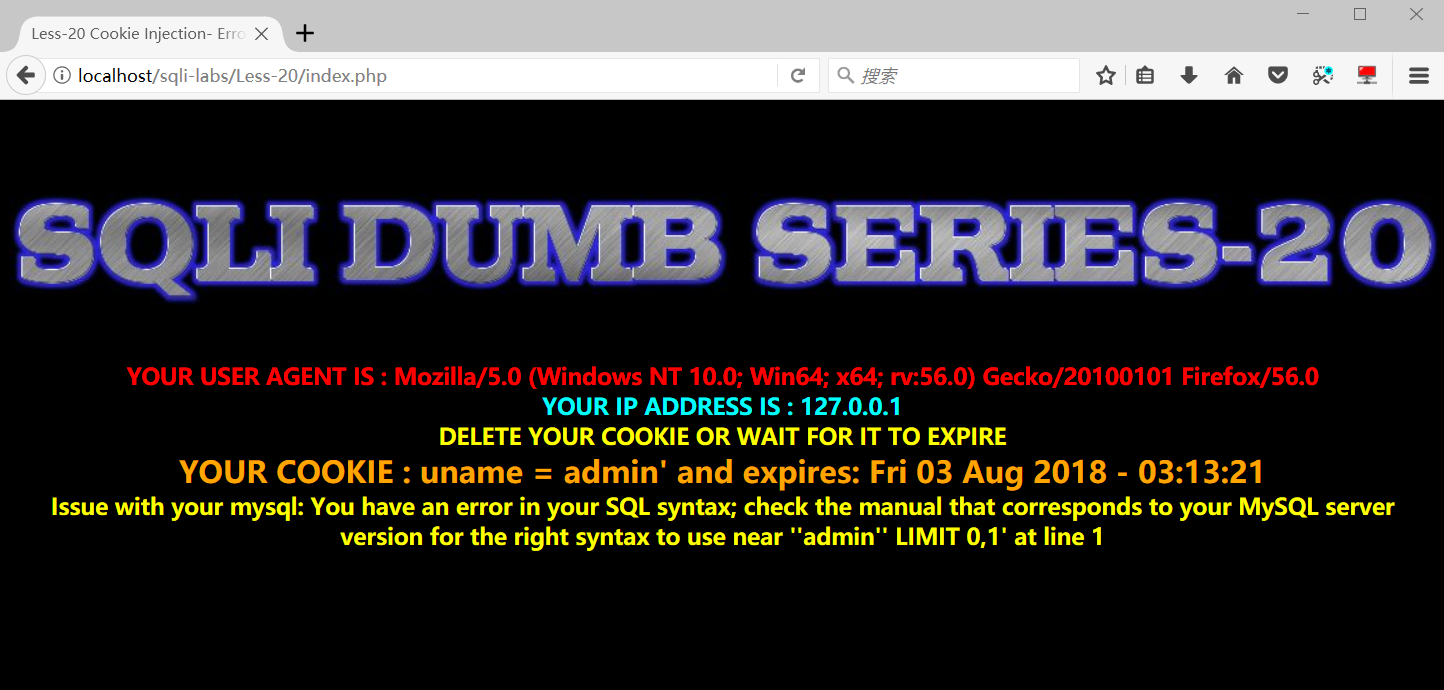 Less-20 Cookie Injection- Erro
localhost/sqli-labs/Less-20/index.php
搜索
SQLI DUMB SERIES-20
YOUR USER AGENT IS : Mozilla/5.0 (Windows NT 10.0; Win64; x64; rv:56.0) Gecko/20100101 Firefox/56.0
YOUR IP ADDRESS IS : 127.0.0.1
DELETE YOUR COOKIE OR WAIT FOR IT TO EXPIRE
YOUR COOKIE : uname = admin' and expires: Fri 03 Aug 2018 - 03:13:21
Issue with your mysql: You have an error in your SQL syntax; check the manual that corresponds to your MySQL server
version for the right syntax to use near ''admin'' LIMIT 0,1' at line 1